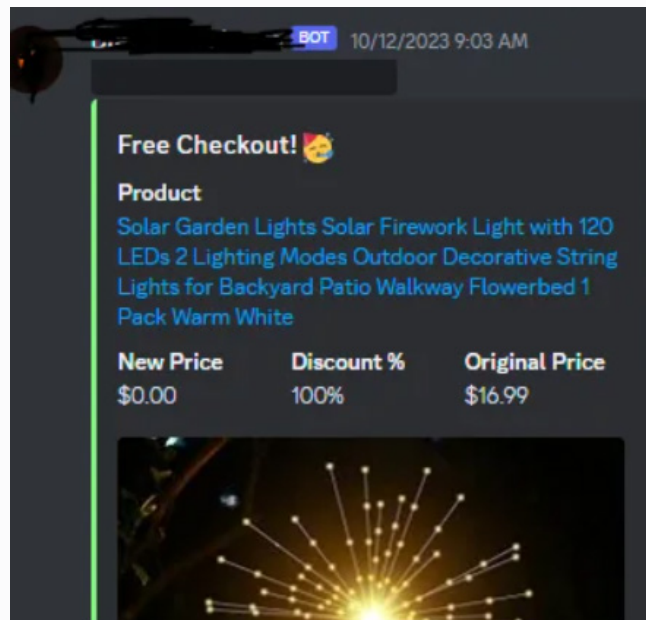 BOT 10/12/2023 9:03 AM
Free Checkout! 🥳
Product
Solar Garden Lights Solar Firework Light with 120
LEDs 2 Lighting Modes Outdoor Decorative String
Lights for Backyard Patio Walkway Flowerbed 1
Pack Warm White
New Price Discount % Original Price
$0.00 100% $16.99